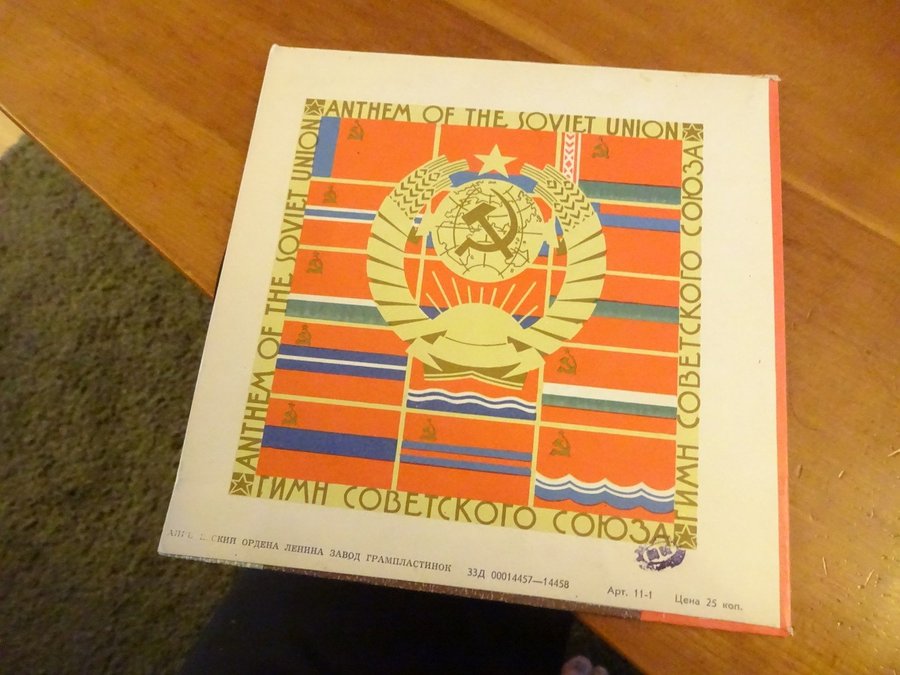 ANTHEM OF THE SOVIET UNION
ANTHEM OF THE SOVIET UNION
ГИМН СОВЕТСКОГО СОЮЗА
ГИМН СОВЕТСКОГО СОЮЗА
ОРДЕНА ЛЕНИНА ЗАВОД ГРАМПЛАСТИНОК
33Д 00014457—14458
Арт. 11-1
Цена 25 коп.